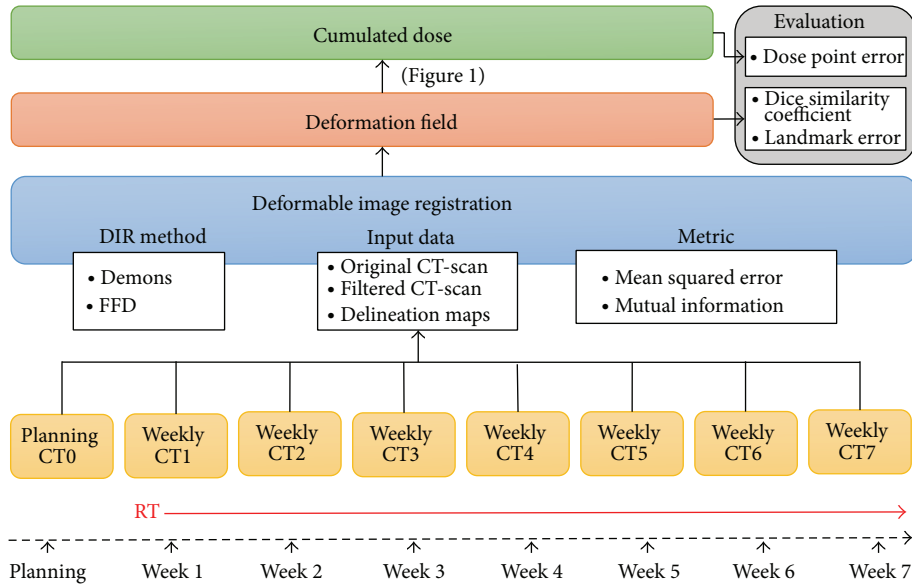 Cumulated dose
Evaluation
• Dose point error
(Figure 1)
Deformation field
• Dice similarity
coefficient
• Landmark error
Deformable image registration
DIR method
• Demons
• FFD
Input data
• Original CT-scan
• Filtered CT-scan
• Delineation maps
Metric
• Mean squared error
• Mutual information
Planning
CT0
Weekly
CT1
Weekly
CT2
Weekly
CT3
Weekly
CT4
Weekly
CT5
Weekly
CT6
Weekly
CT7
RT
Planning
Week 1
Week 2
Week 3
Week 4
Week 5
Week 6
Week 7